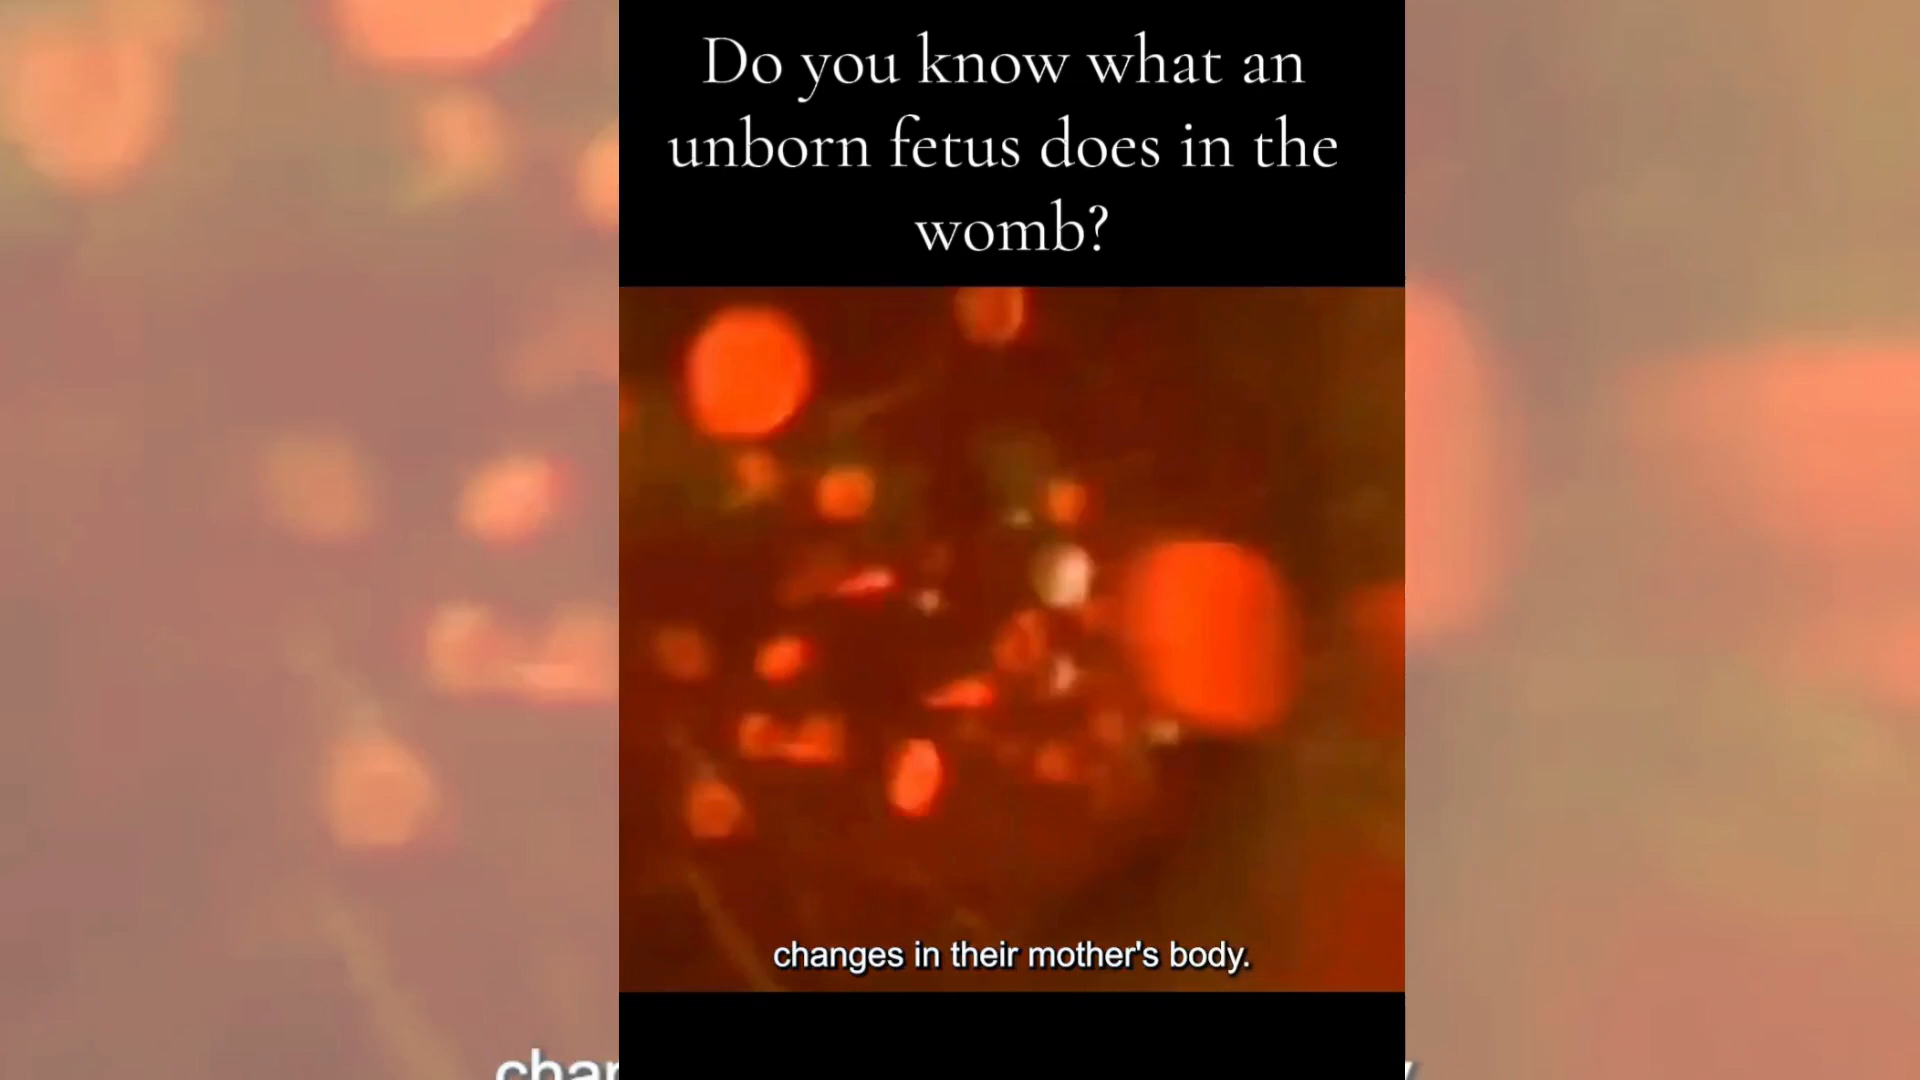 Do you know what an
unborn fetus does in the
womb?
changes in their mother's body.